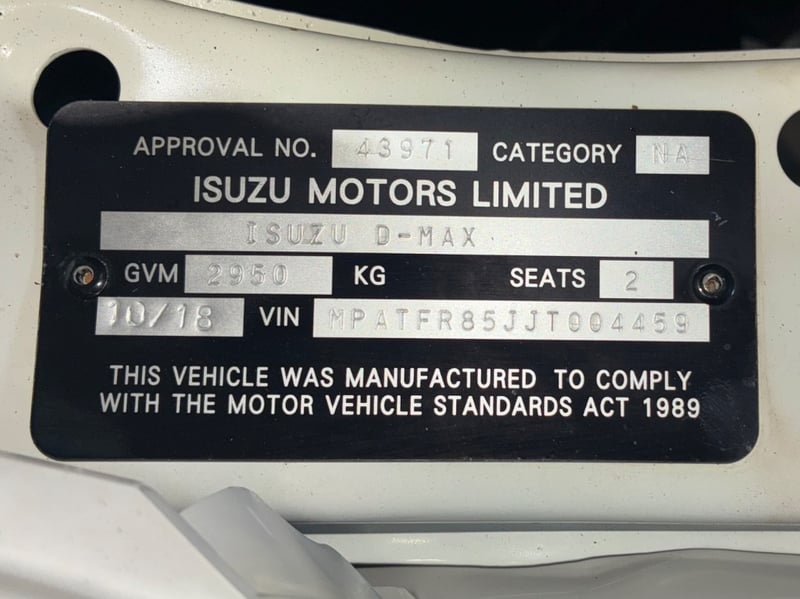 APPROVAL NO. 43971 CATEGORY NA
ISUZU MOTORS LIMITED
ISUZU D-MAX
GVM 2950 KG SEATS 2
10/18 VIN MPATFR85JJT004459
THIS VEHICLE WAS MANUFACTURED TO COMPLY
WITH THE MOTOR VEHICLE STANDARDS ACT 1989